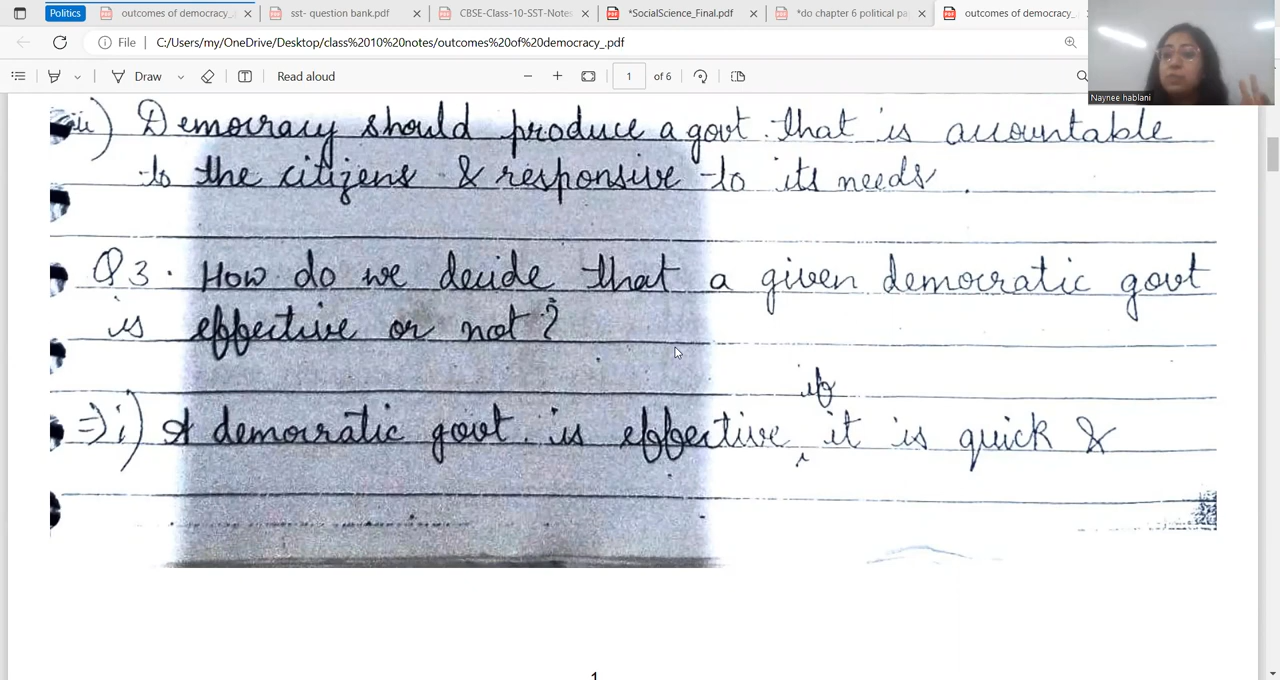 Politics
outcomes of democracy_
sst- question bank.pdf
CBSE-Class-10-SST-Notes
*SocialScience_Final.pdf
*do chapter 6 political pa
outcomes of democracy_
File C:/Users/my/OneDrive/Desktop/class%2010%20notes/outcomes%20of%20democracy_.pdf
Draw Read aloud 1 of 6
Naynee hablani
iii) Democracy should produce a govt. that is accountable
to the citizens & responsive to its needs.
Q3. How do we decide that a given democratic govt
is effective or not?
if
=> i) A democratic govt. is effective ‸ it is quick &
1